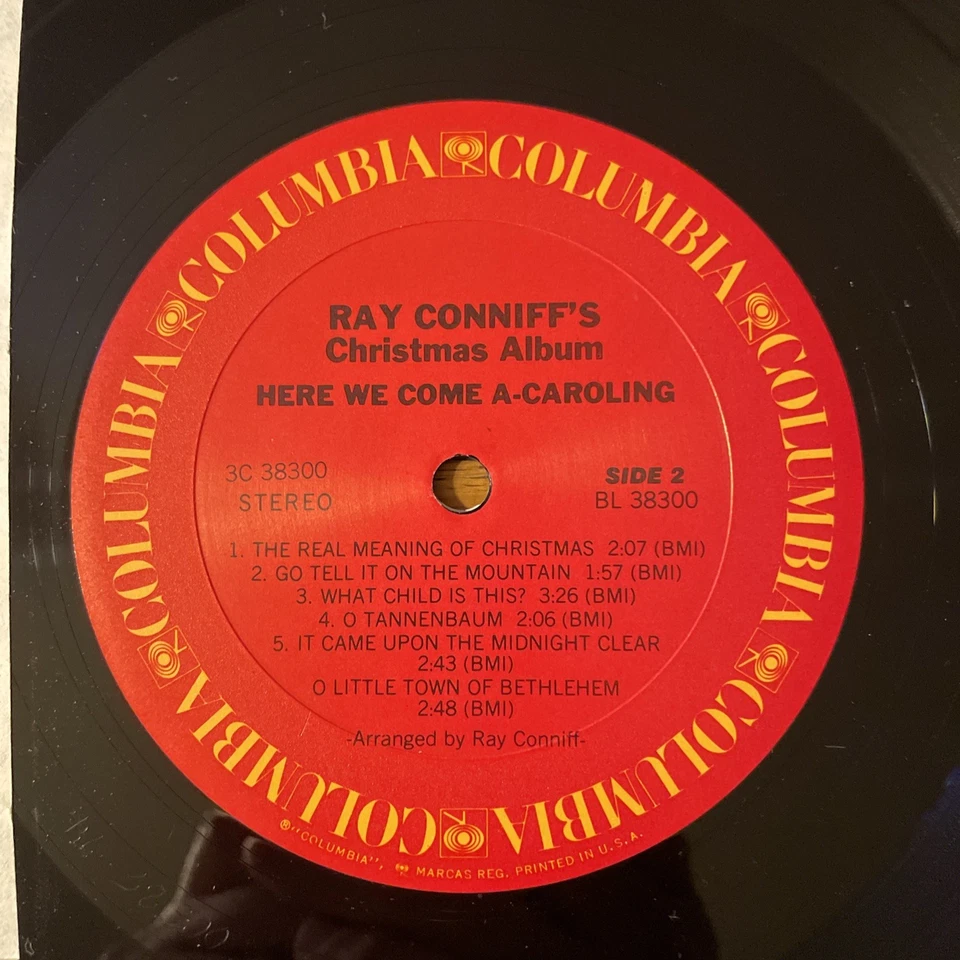 COLUMBIA COLUMBIA COLUMBIA COLUMBIA COLUMBIA COLUMBIA COLUMBIA COLUMBIA
RAY CONNIFF'S
Christmas Album
HERE WE COME A-CAROLING
3C 38300
STEREO
SIDE 2
BL 38300
1. THE REAL MEANING OF CHRISTMAS 2:07 (BMI)
2. GO TELL IT ON THE MOUNTAIN 1:57 (BMI)
3. WHAT CHILD IS THIS? 3:26 (BMI)
4. O TANNENBAUM 2:06 (BMI)
5. IT CAME UPON THE MIDNIGHT CLEAR
2:43 (BMI)
O LITTLE TOWN OF BETHLEHEM
2:48 (BMI)
-Arranged by Ray Conniff-
®"COLUMBIA", MARCAS REG. PRINTED IN U.S.A.